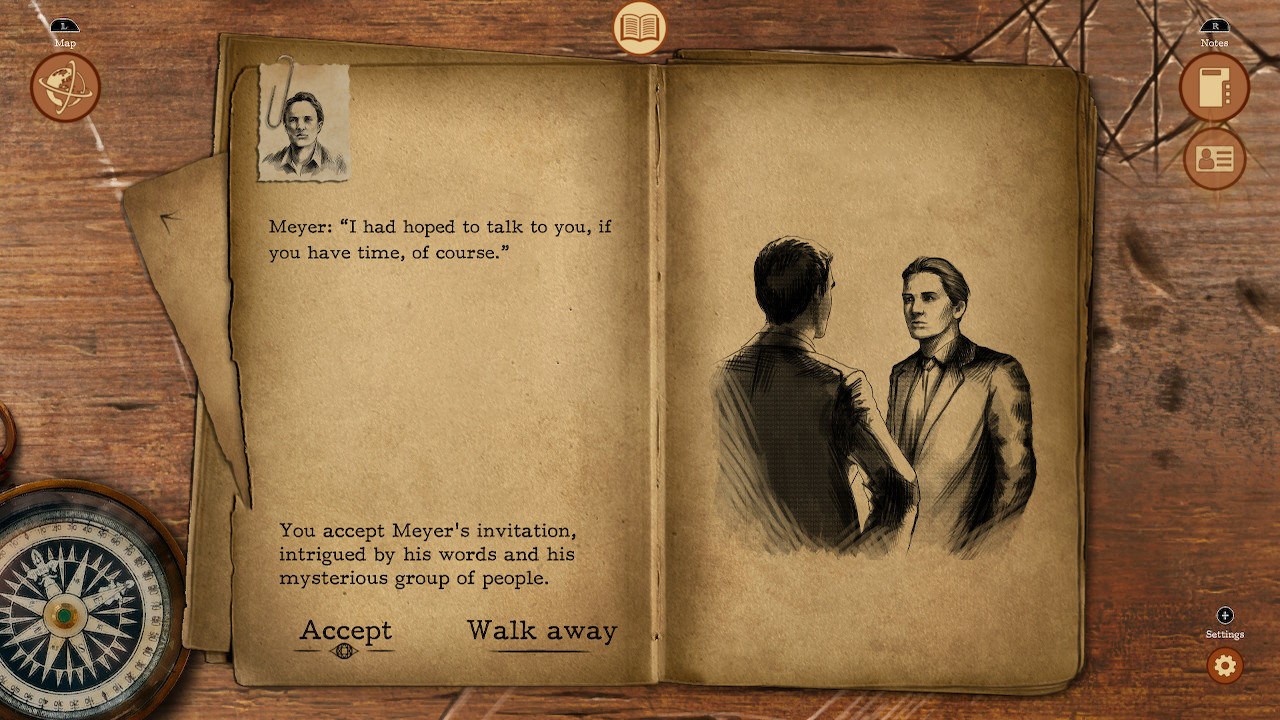 L
Map
R
Notes
Meyer: “I had hoped to talk to you, if
you have time, of course.”
You accept Meyer's invitation,
intrigued by his words and his
mysterious group of people.
Accept
Walk away
+
Settings